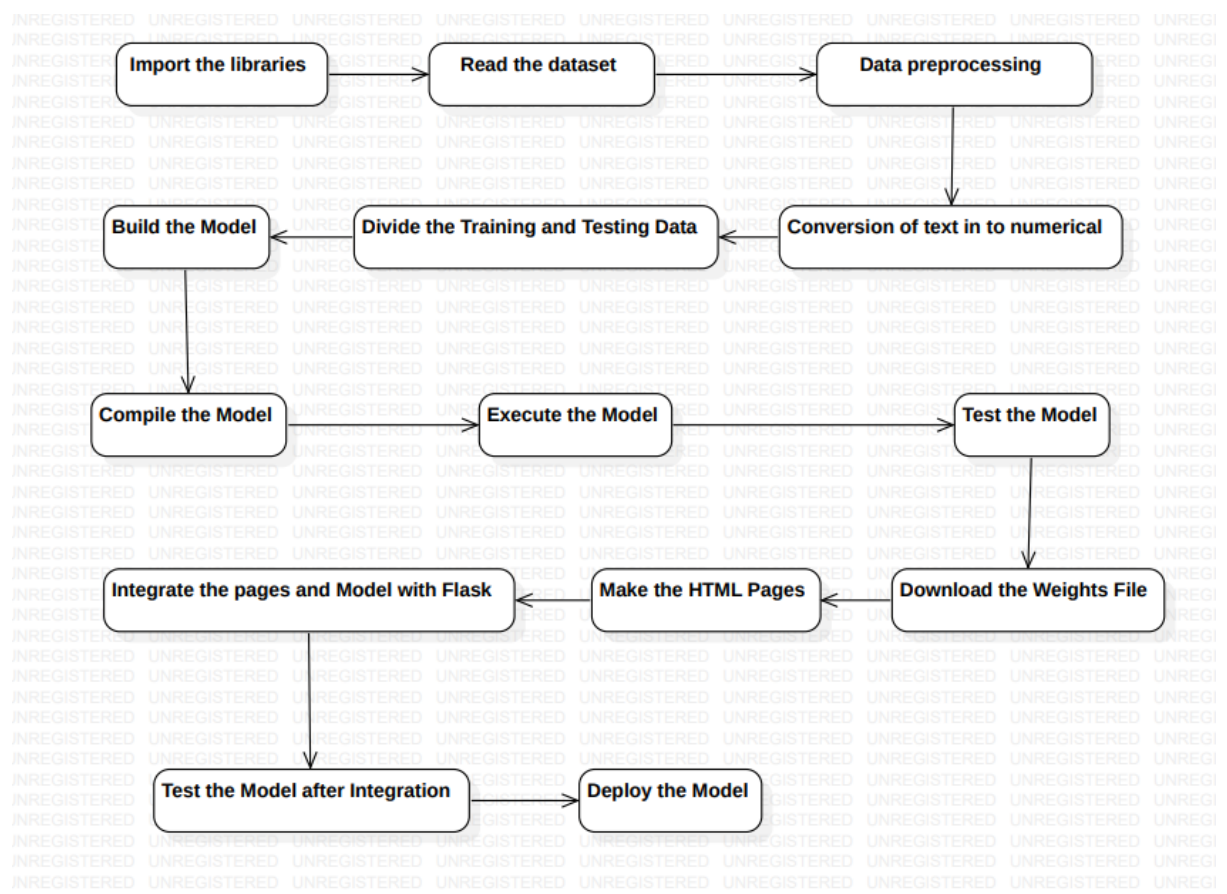 Import the libraries
Read the dataset
Data preprocessing
Conversion of text in to numerical
Divide the Training and Testing Data
Build the Model
Compile the Model
Execute the Model
Test the Model
Download the Weights File
Make the HTML Pages
Integrate the pages and Model with Flask
Test the Model after Integration
Deploy the Model
UNREGISTERED